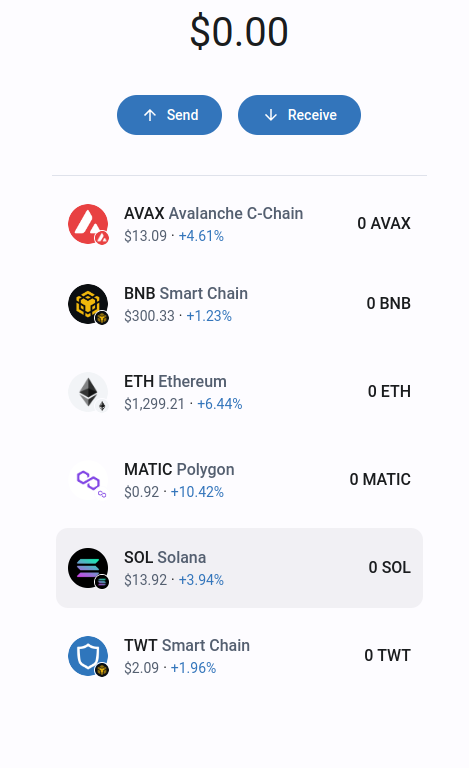 $0.00
Send Receive
AVAX Avalanche C-Chain 0 AVAX
$13.09 · +4.61%
BNB Smart Chain 0 BNB
$300.33 · +1.23%
ETH Ethereum 0 ETH
$1,299.21 · +6.44%
MATIC Polygon 0 MATIC
$0.92 · +10.42%
SOL Solana 0 SOL
$13.92 · +3.94%
TWT Smart Chain 0 TWT
$2.09 · +1.96%